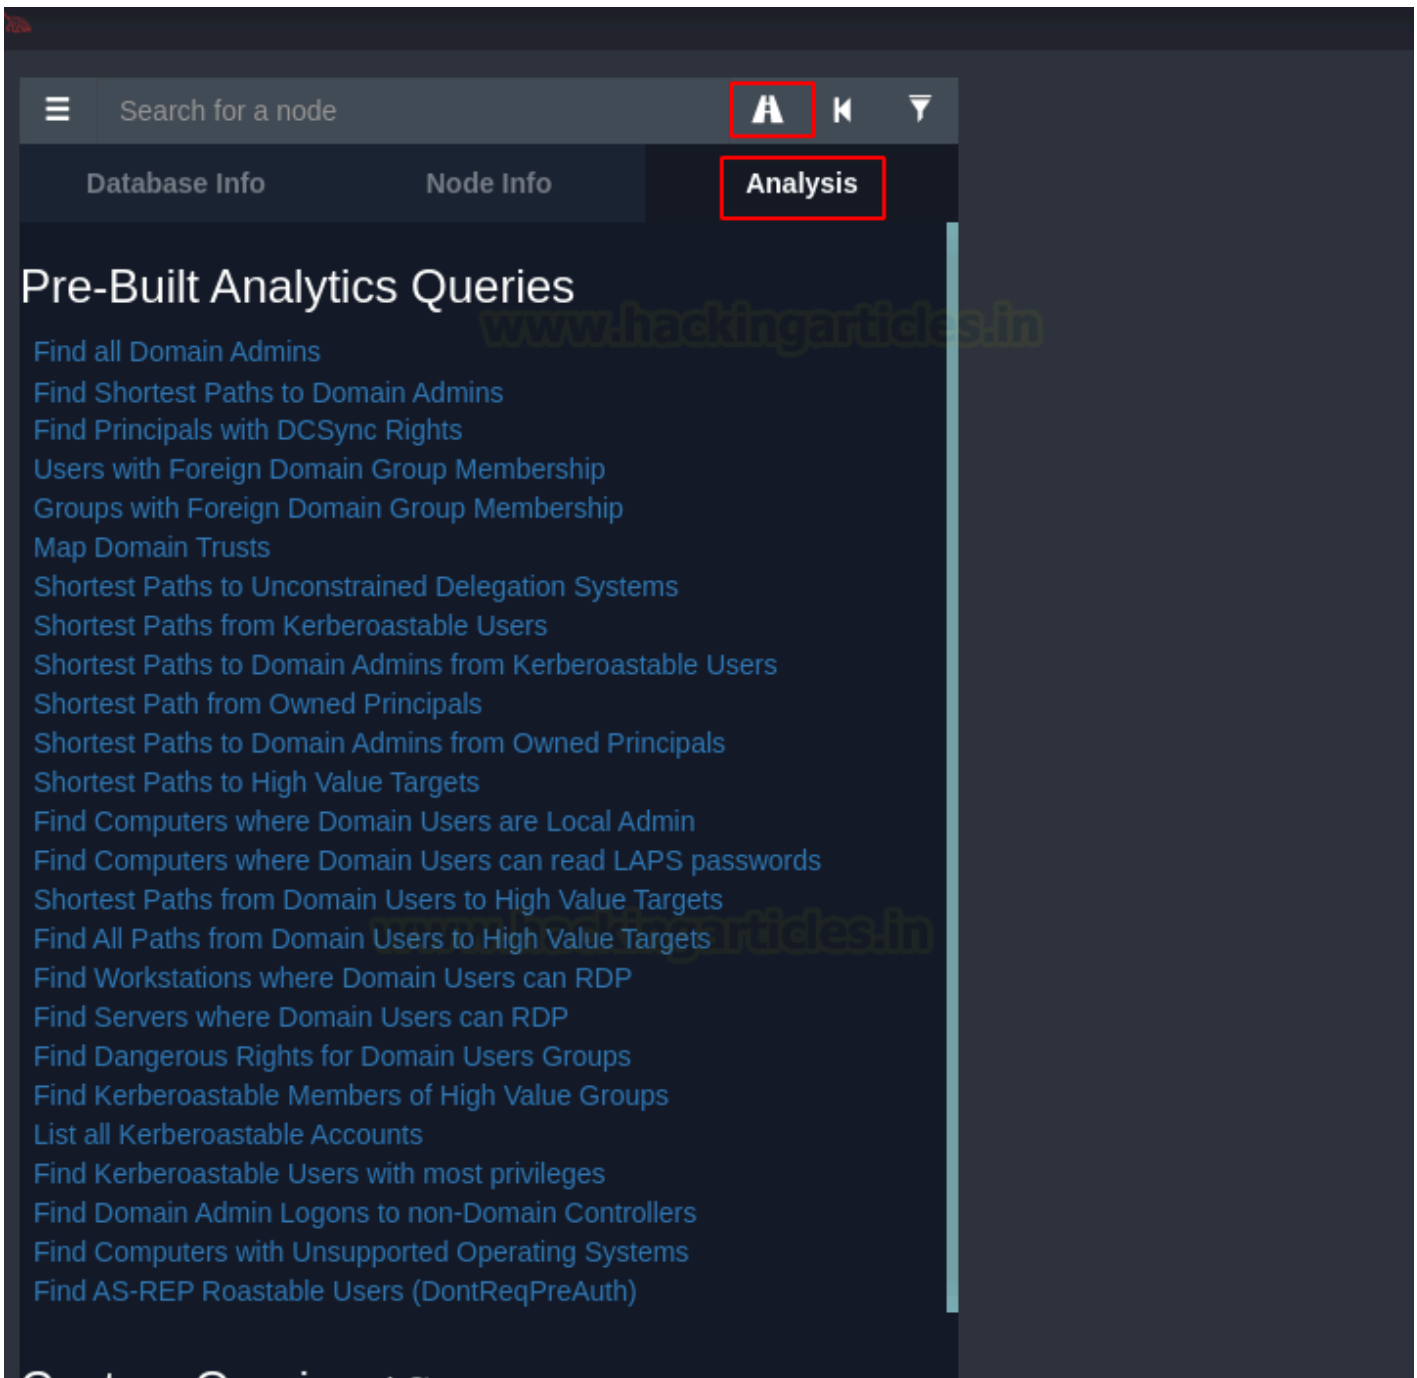 Search for a node
Database Info Node Info Analysis
Pre-Built Analytics Queries
www.hackingarticles.in
Find all Domain Admins
Find Shortest Paths to Domain Admins
Find Principals with DCSync Rights
Users with Foreign Domain Group Membership
Groups with Foreign Domain Group Membership
Map Domain Trusts
Shortest Paths to Unconstrained Delegation Systems
Shortest Paths from Kerberoastable Users
Shortest Paths to Domain Admins from Kerberoastable Users
Shortest Path from Owned Principals
Shortest Paths to Domain Admins from Owned Principals
Shortest Paths to High Value Targets
Find Computers where Domain Users are Local Admin
Find Computers where Domain Users can read LAPS passwords
Shortest Paths from Domain Users to High Value Targets
www.hackingarticles.in
Find All Paths from Domain Users to High Value Targets
Find Workstations where Domain Users can RDP
Find Servers where Domain Users can RDP
Find Dangerous Rights for Domain Users Groups
Find Kerberoastable Members of High Value Groups
List all Kerberoastable Accounts
Find Kerberoastable Users with most privileges
Find Domain Admin Logons to non-Domain Controllers
Find Computers with Unsupported Operating Systems
Find AS-REP Roastable Users (DontReqPreAuth)